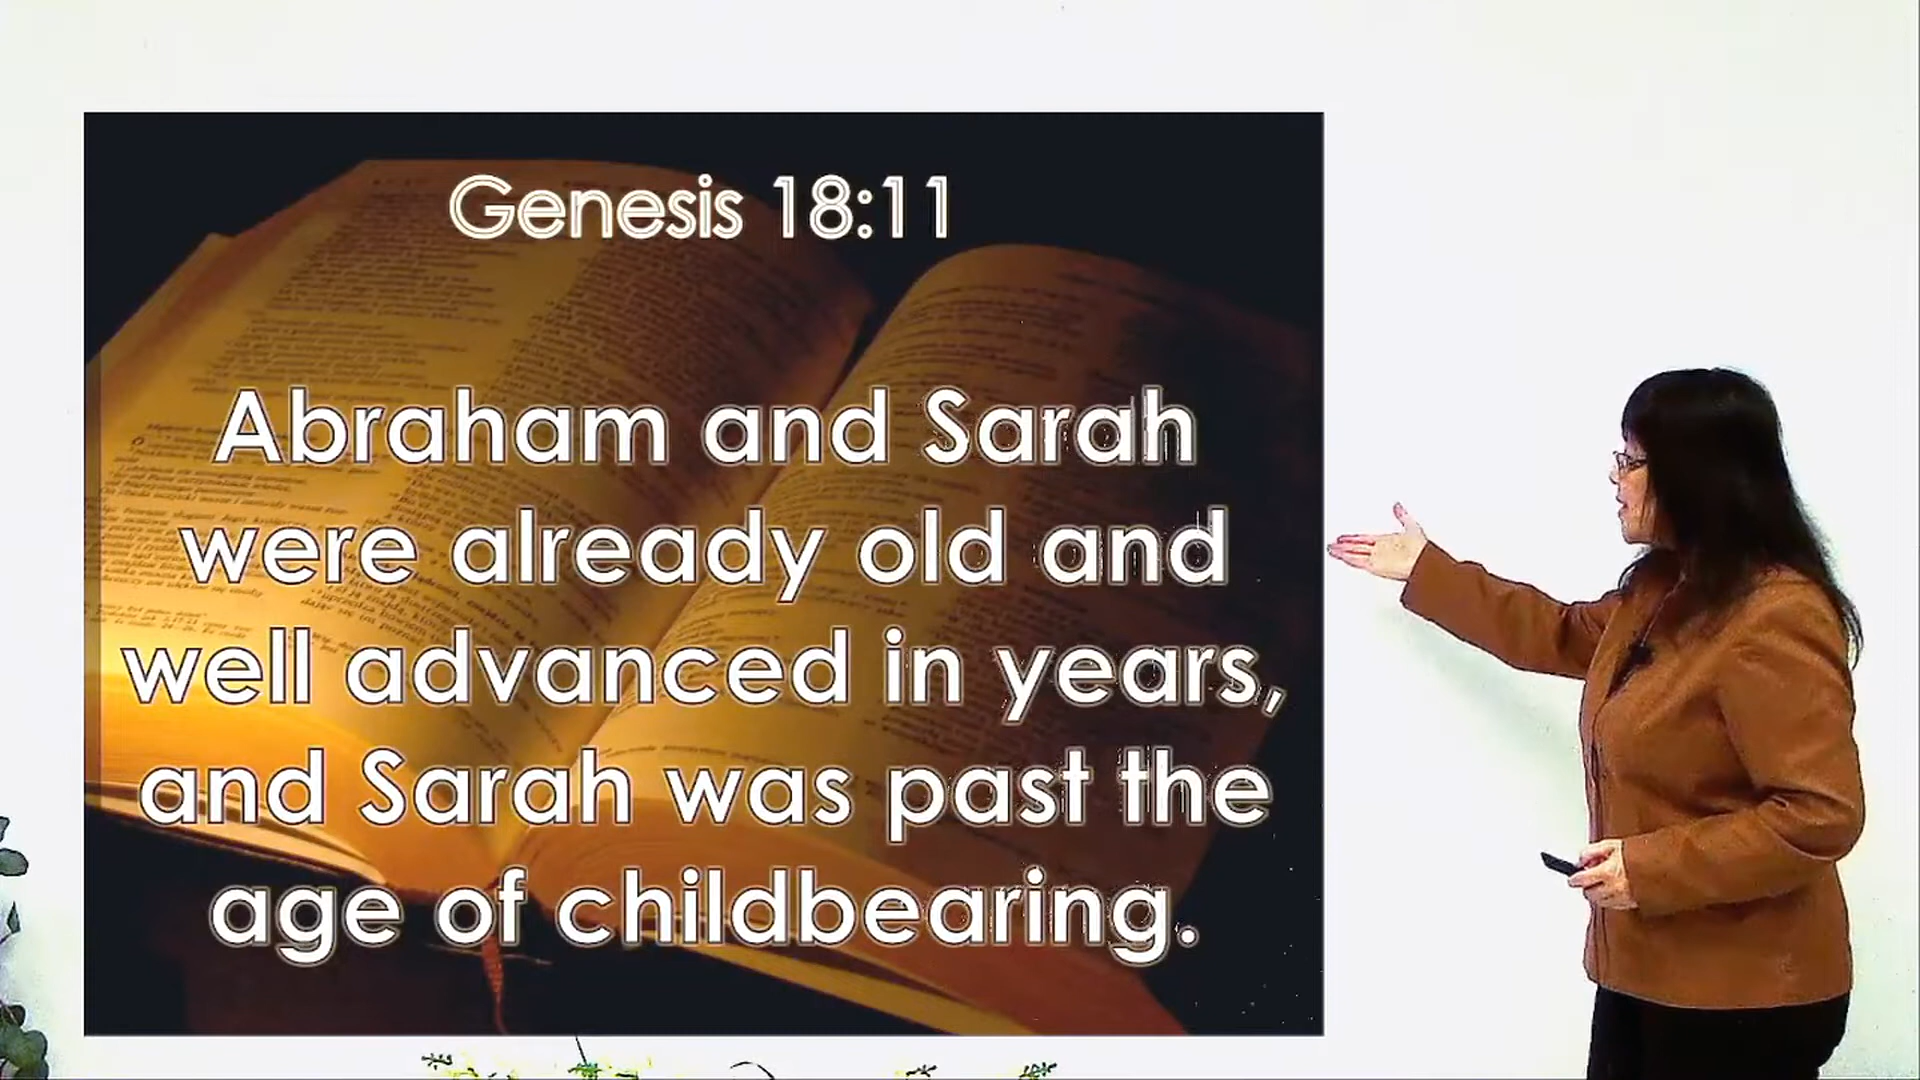 Genesis 18:11
Abraham and Sarah
were already old and
well advanced in years,
and Sarah was past the
age of childbearing.